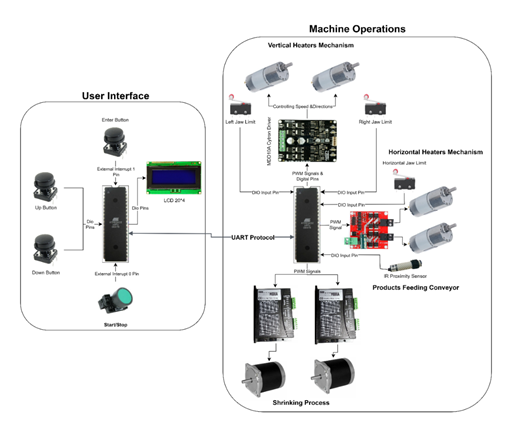 Machine Operations
Vertical Heaters Mechanism
Controlling Speed &Directions
Left Jaw Limit
Right Jaw Limit
MDD10A Cytron Driver
User Interface
Enter Button
External Interrupt 1
Pin
Up Button
Dio
Pins
Dio Pins
LCD 20*4
Down Button
External Interrupt 0 Pin
Start/Stop
UART Protocol
Horizontal Heaters Mechanism
Horizontal Jaw Limit
PWM Signals &
Digital Pins
DIO Input Pin
DIO Input Pin
DIO Input Pin
PWM
Signal
DIO Input Pin
IR Proximity Sensor
Products Feeding Conveyor
PWM Signals
Shrinking Process